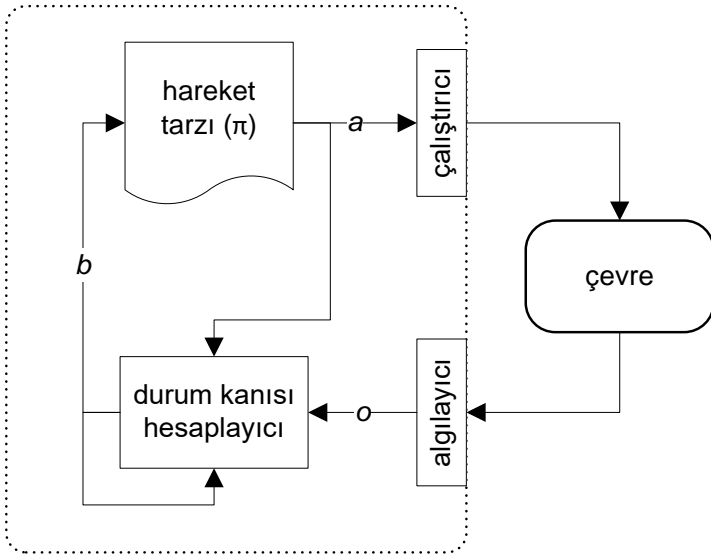 hareket
tarzı (π)
a
çalıştırıcı
b
çevre
durum kanısı
hesaplayıcı
o
algılayıcı